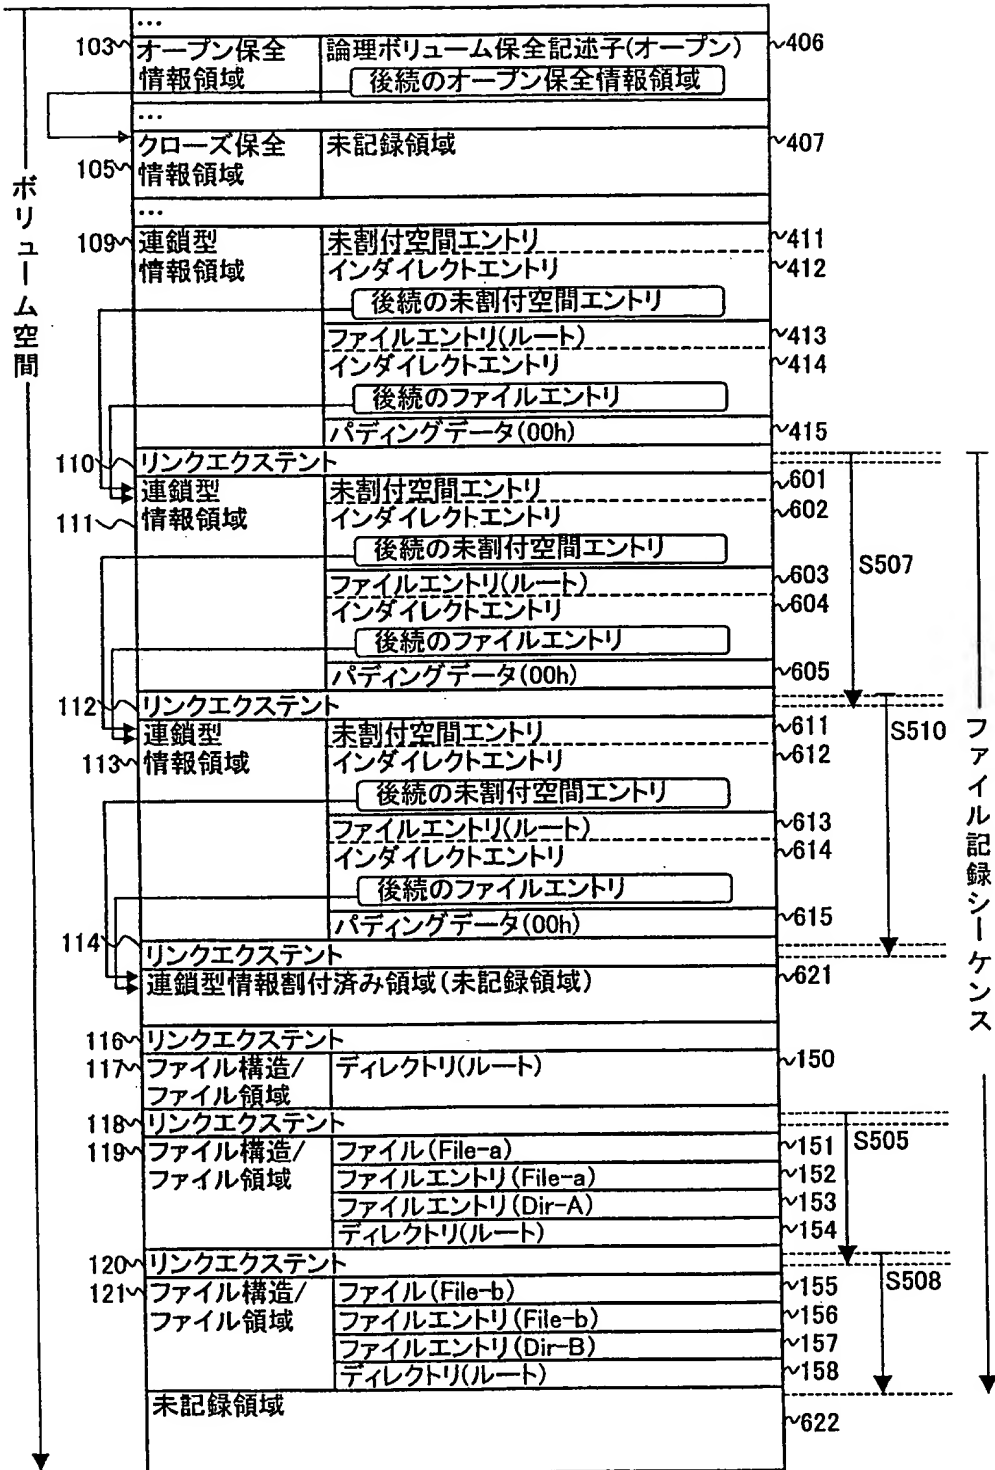 …
103 オープン保全 論理ボリューム保全記述子(オープン) 406
情報領域 後続のオープン保全情報領域
…
クローズ保全 未記録領域 407
105 情報領域
…
109 連鎖型 未割付空間エントリ 411
情報領域 インダイレクトエントリ 412
後続の未割付空間エントリ
ファイルエントリ(ルート) 413
インダイレクトエントリ 414
後続のファイルエントリ
パディングデータ(00h) 415
110 リンクエクステント
連鎖型 未割付空間エントリ 601
111 情報領域 インダイレクトエントリ 602
後続の未割付空間エントリ
ファイルエントリ(ルート) 603
S507
インダイレクトエントリ 604
後続のファイルエントリ
パディングデータ(00h) 605
112 リンクエクステント
連鎖型 未割付空間エントリ 611
S510
113 情報領域 インダイレクトエントリ 612
後続の未割付空間エントリ
ファイルエントリ(ルート) 613
インダイレクトエントリ 614
後続のファイルエントリ
パディングデータ(00h) 615
114 リンクエクステント
連鎖型情報割付済み領域(未記録領域) 621
116 リンクエクステント
117 ファイル構造/ ディレクトリ(ルート) 150
ファイル領域
118 リンクエクステント
119 ファイル構造/ ファイル(File-a) 151
S505
ファイル領域 ファイルエントリ(File-a) 152
ファイルエントリ(Dir-A) 153
ディレクトリ(ルート) 154
120 リンクエクステント
121 ファイル構造/ ファイル(File-b) 155
S508
ファイル領域 ファイルエントリ(File-b) 156
ファイルエントリ(Dir-B) 157
ディレクトリ(ルート) 158
未記録領域
622
ボリューム空間
ファイル記録シーケンス